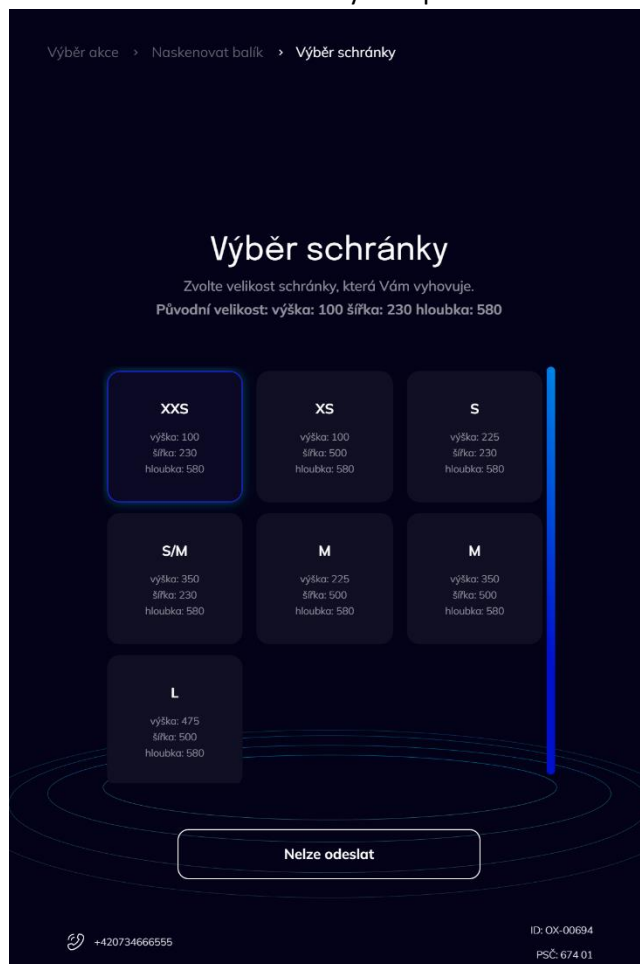 Výběr akce › Naskenovat balík › Výběr schránky
Výběr schránky
Zvolte velikost schránky, která Vám vyhovuje.
Původní velikost: výška: 100 šířka: 230 hloubka: 580
XXS
výška: 100
šířka: 230
hloubka: 580
XS
výška: 100
šířka: 500
hloubka: 580
S
výška: 225
šířka: 230
hloubka: 580
S/M
výška: 350
šířka: 230
hloubka: 580
M
výška: 225
šířka: 500
hloubka: 580
M
výška: 350
šířka: 500
hloubka: 580
L
výška: 475
šířka: 500
hloubka: 580
Nelze odeslat
+420734666555
ID: OX-00694
PSČ: 674 01